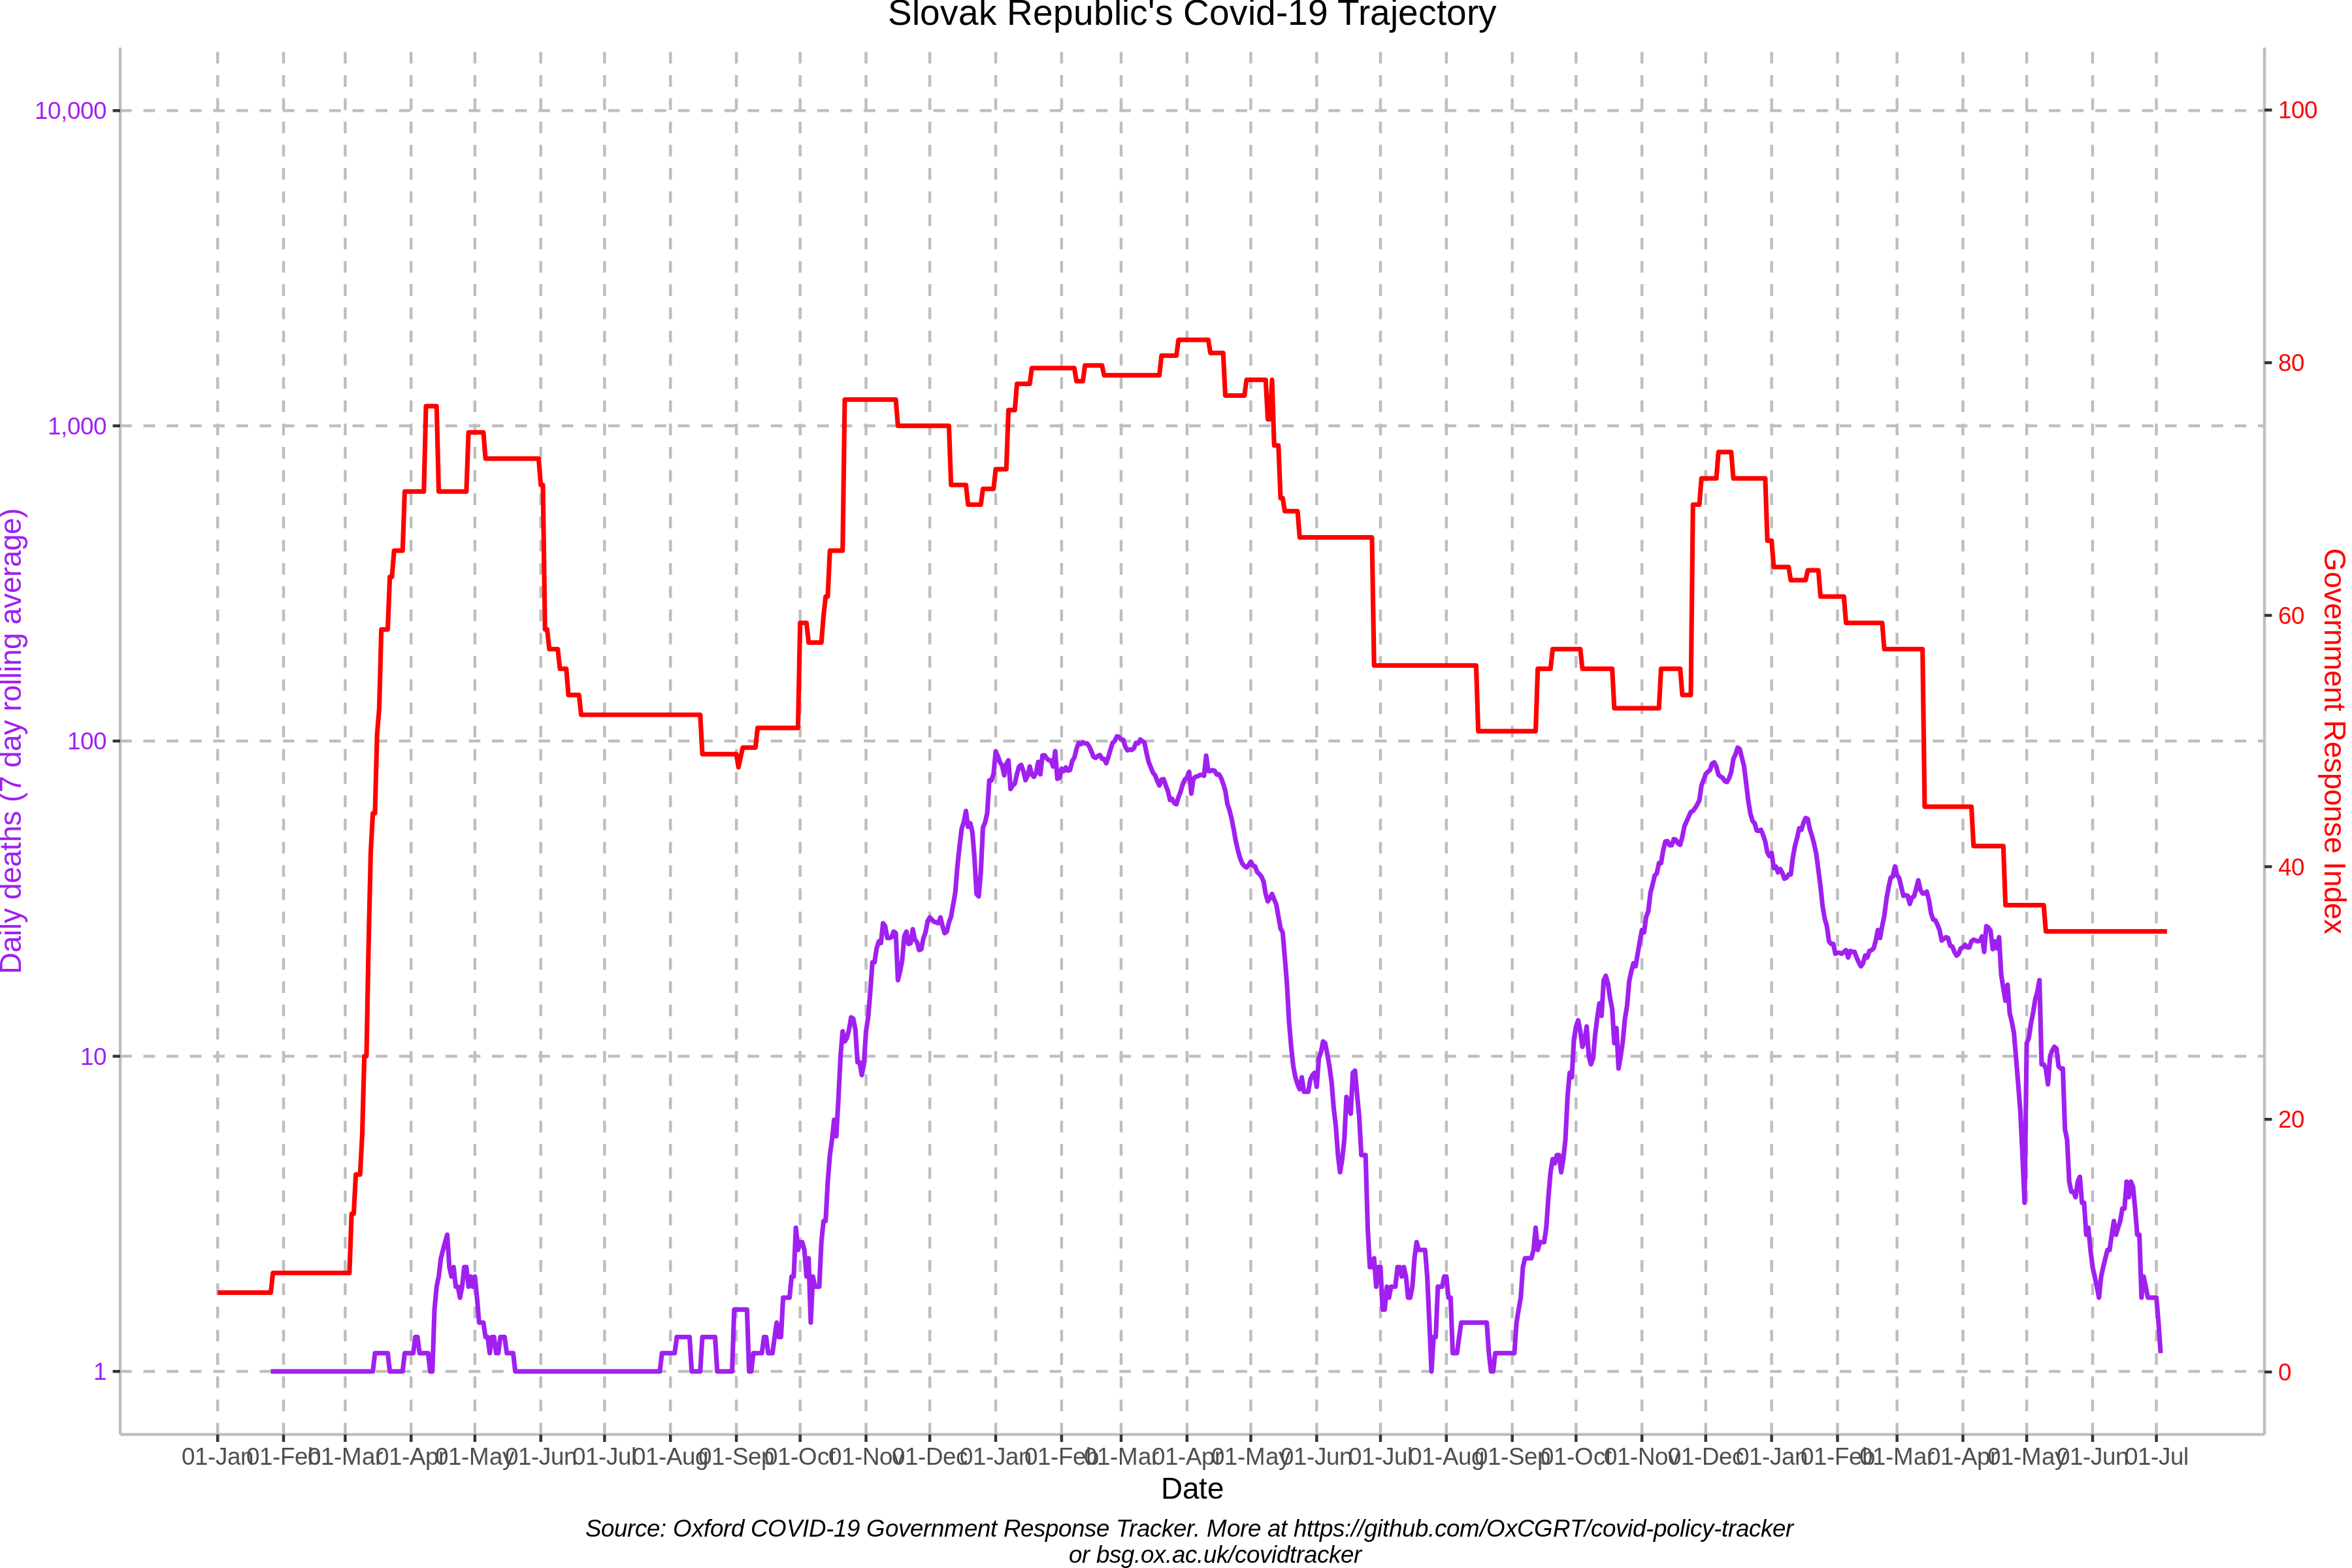 Slovak Republic's Covid-19 Trajectory
10,000
1,000
100
10
1
Daily deaths (7 day rolling average)
100
80
60
40
20
0
Government Response Index
01-Jan 01-Feb 01-Mar 01-Apr 01-May 01-Jun 01-Jul 01-Aug 01-Sep 01-Oct 01-Nov 01-Dec 01-Jan 01-Feb 01-Mar 01-Apr 01-May 01-Jun 01-Jul 01-Aug 01-Sep 01-Oct 01-Nov 01-Dec 01-Jan 01-Feb 01-Mar 01-Apr 01-May 01-Jun 01-Jul
Date
Source: Oxford COVID-19 Government Response Tracker. More at https://github.com/OxCGRT/covid-policy-tracker
or bsg.ox.ac.uk/covidtracker